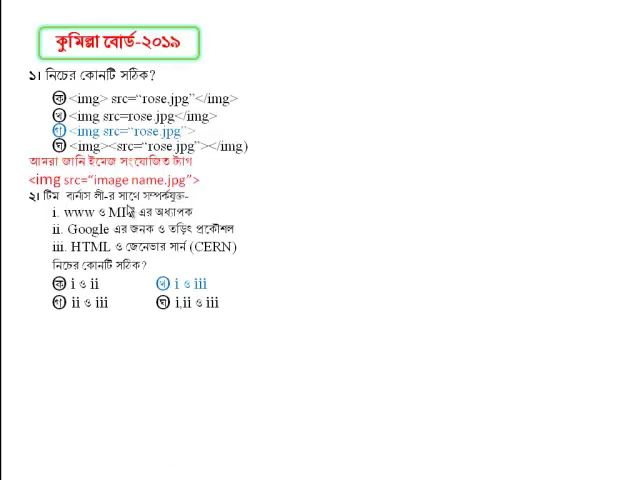 কুমিল্লা বোর্ড-২০১৯
১। নিচের কোনটি সঠিক?
ক <img> src=“rose.jpg”</img>
খ <img src=rose.jpg</img>
গ <img src=“rose.jpg”>
ঘ <img><src=“rose.jpg”></img)
আমরা জানি ইমেজ সংযোজিত ট্যাগ
<img src=“image name.jpg”>
২। টিম বার্নাস লী-র সাথে সম্পর্কযুক্ত-
i. www ও MIT এর অধ্যাপক
ii. Google এর জনক ও তড়িৎ প্রকৌশল
iii. HTML ও জেনেভার সার্ন (CERN)
নিচের কোনটি সঠিক?
ক i ও ii খ i ও iii
গ ii ও iii ঘ i,ii ও iii